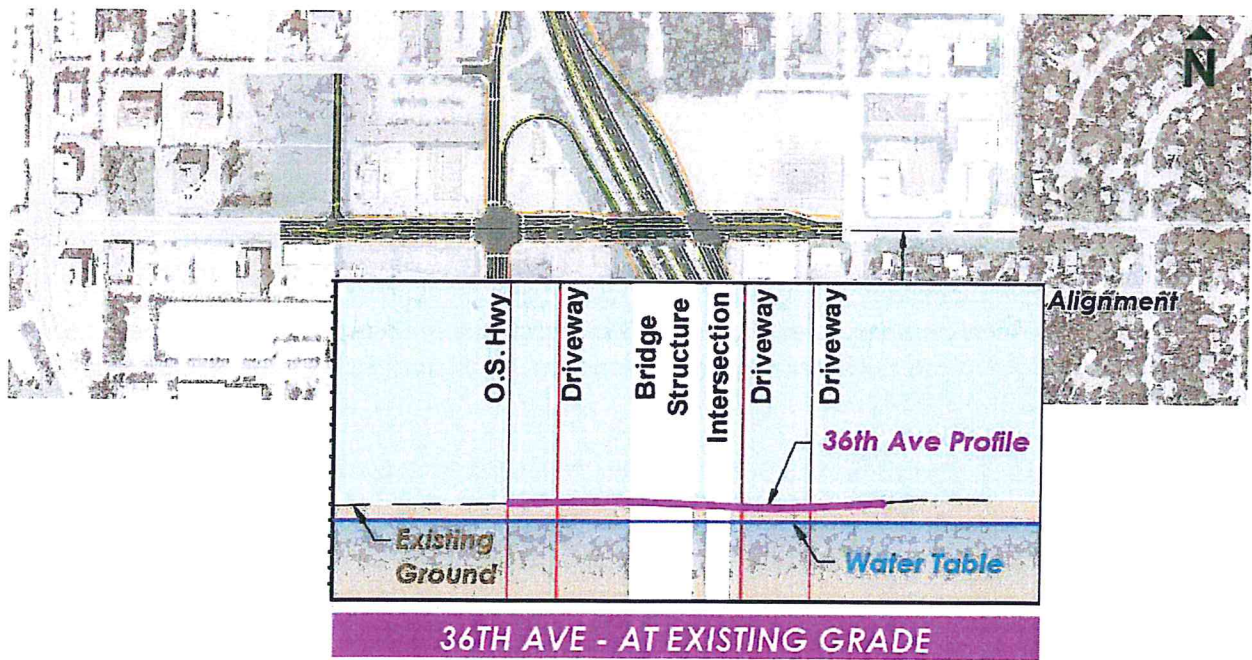 N
Alignment
O.S. Hwy
Driveway
Bridge
Structure
Intersection
Driveway
Driveway
36th Ave Profile
Existing
Ground
Water Table
36TH AVE - AT EXISTING GRADE